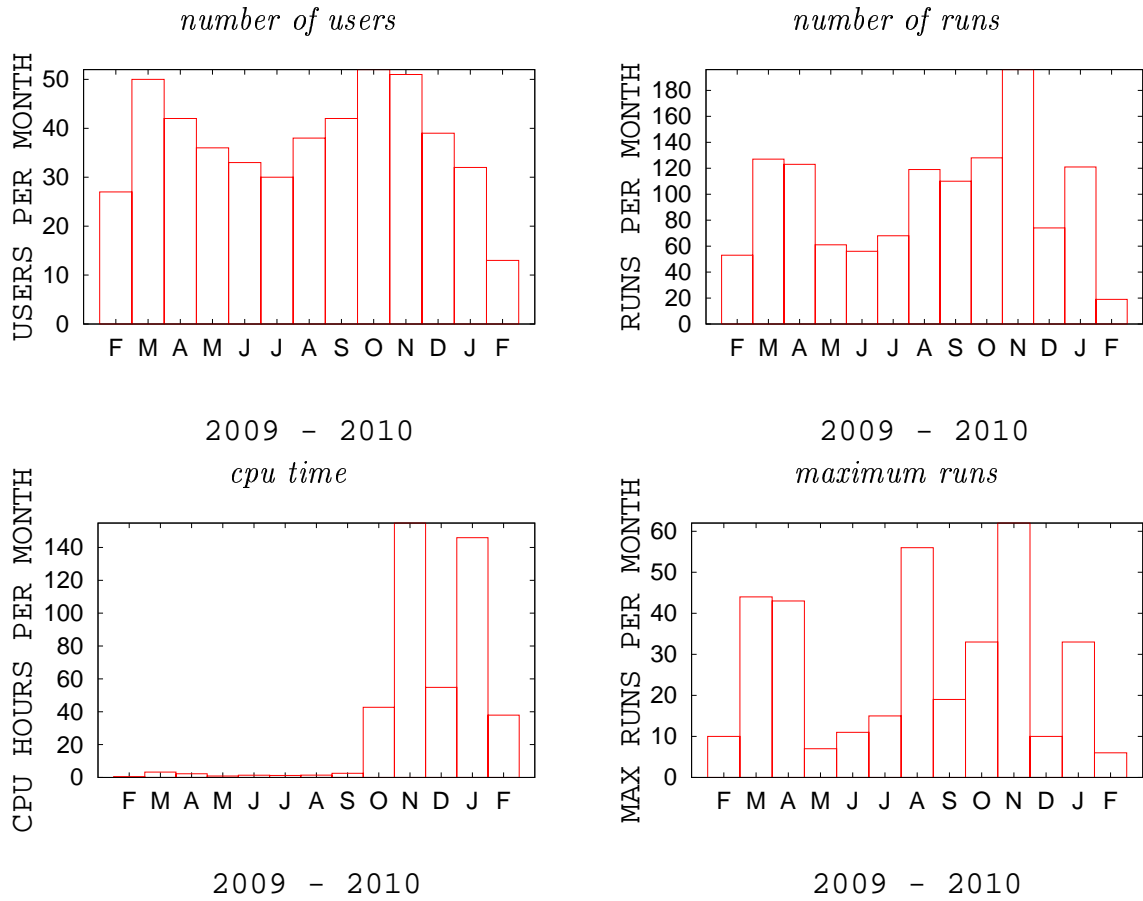 number of users
USERS PER MONTH
50
40
30
20
10
0
F M A M J J A S O N D J F
2009 - 2010
number of runs
RUNS PER MONTH
180
160
140
120
100
80
60
40
20
0
F M A M J J A S O N D J F
2009 - 2010
cpu time
CPU HOURS PER MONTH
140
120
100
80
60
40
20
0
F M A M J J A S O N D J F
2009 - 2010
maximum runs
MAX RUNS PER MONTH
60
50
40
30
20
10
0
F M A M J J A S O N D J F
2009 - 2010